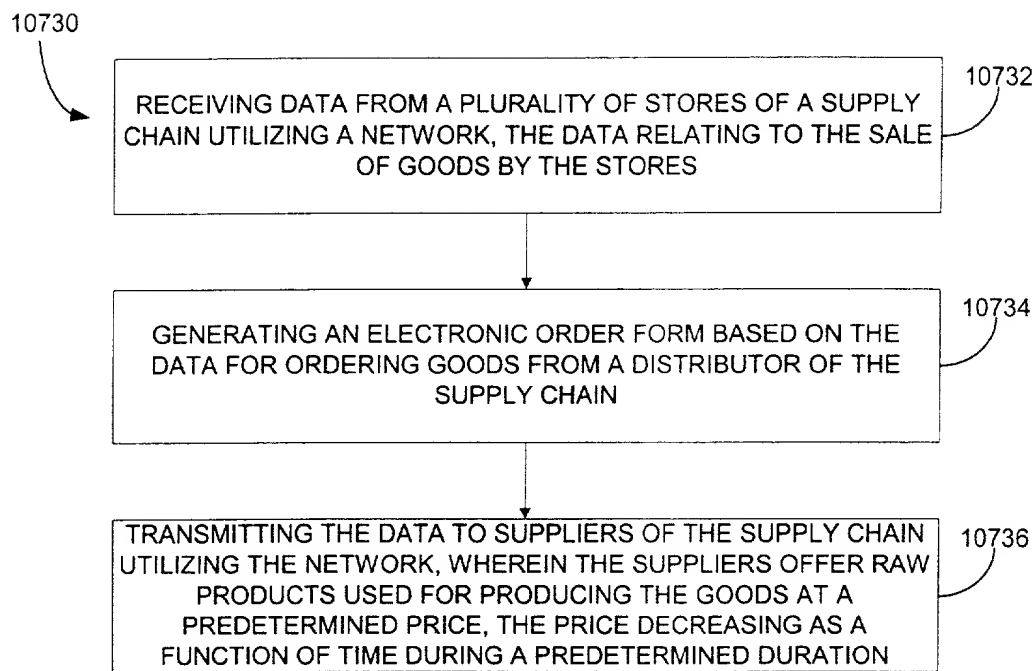 10730
10732
RECEIVING DATA FROM A PLURALITY OF STORES OF A SUPPLY
CHAIN UTILIZING A NETWORK, THE DATA RELATING TO THE SALE
OF GOODS BY THE STORES
10734
GENERATING AN ELECTRONIC ORDER FORM BASED ON THE
DATA FOR ORDERING GOODS FROM A DISTRIBUTOR OF THE
SUPPLY CHAIN
10736
TRANSMITTING THE DATA TO SUPPLIERS OF THE SUPPLY CHAIN
UTILIZING THE NETWORK, WHEREIN THE SUPPLIERS OFFER RAW
PRODUCTS USED FOR PRODUCING THE GOODS AT A
PREDETERMINED PRICE, THE PRICE DECREASING AS A
FUNCTION OF TIME DURING A PREDETERMINED DURATION